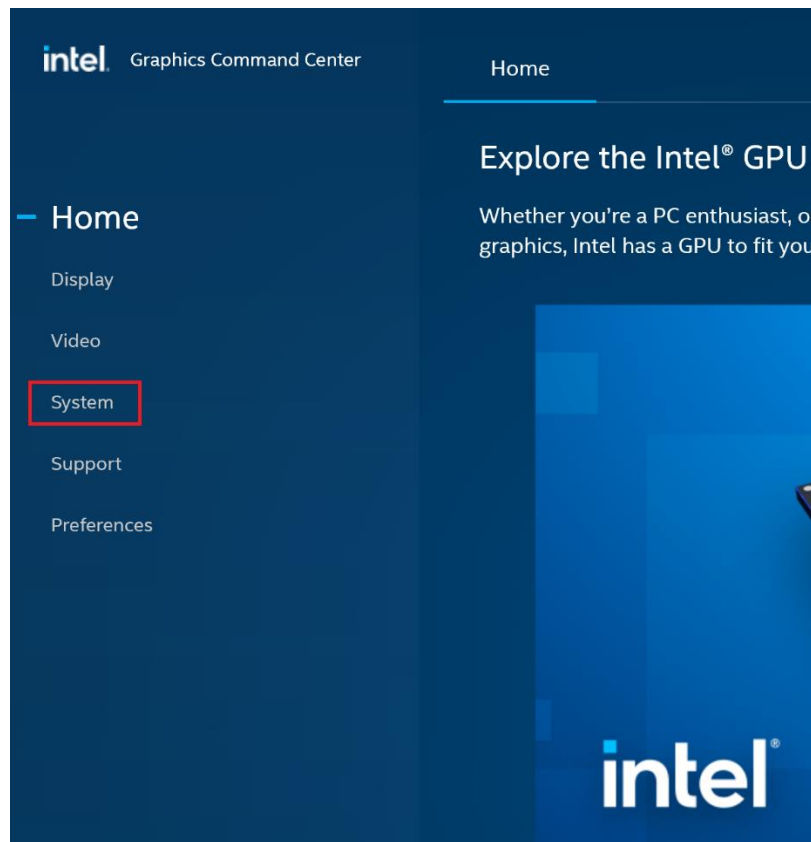 intel. Graphics Command Center
Home
Display
Video
System
Support
Preferences
Home
Explore the Intel® GPU
Whether you're a PC enthusiast, o
graphics, Intel has a GPU to fit you
intel®